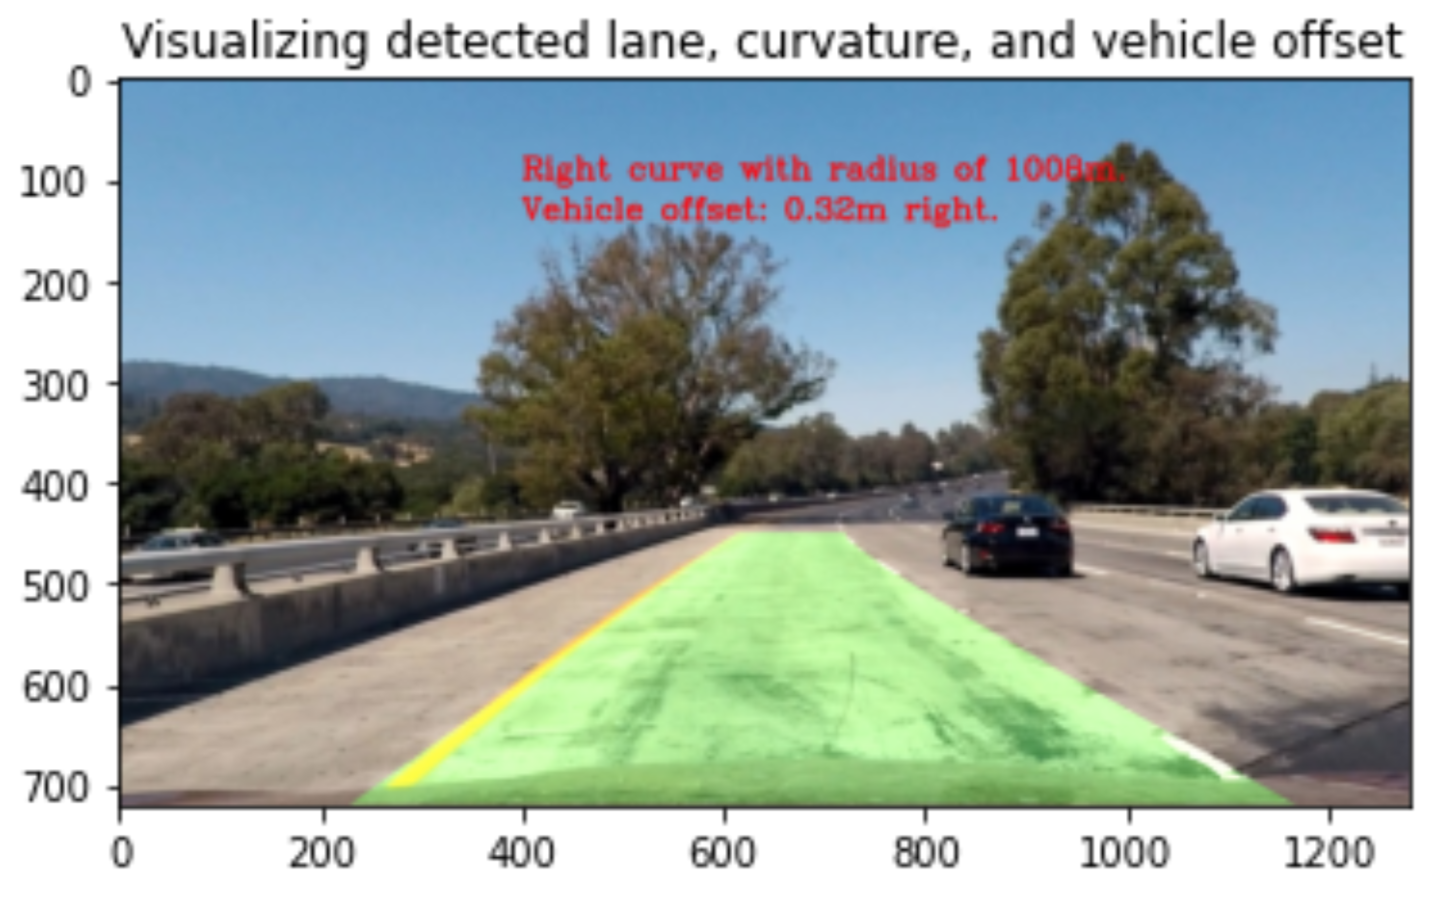 Visualizing detected lane, curvature, and vehicle offset
0
100
Right curve with radius of 1008m.
Vehicle offset: 0.32m right.
200
300
400
500
600
700
0 200 400 600 800 1000 1200